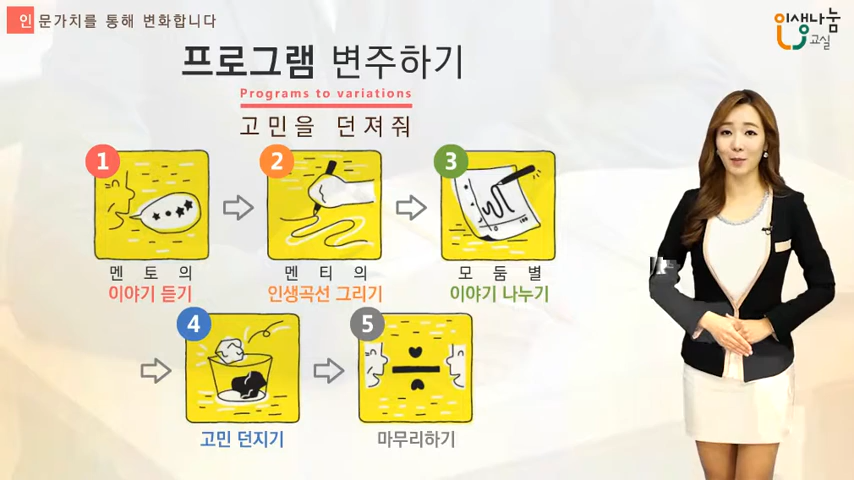 인문가치를 통해 변화합니다
인생나눔
교실
프로그램 변주하기
Programs to variations
고민을 던져줘
1
2
3
멘토의
멘티의
모둠별
이야기 듣기
인생곡선 그리기
이야기 나누기
4
5
고민 던지기
마무리하기